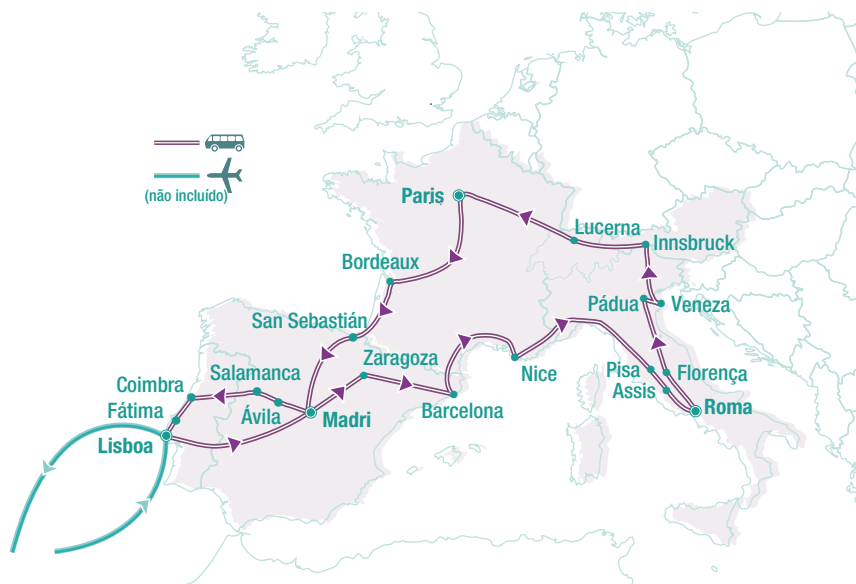 (não incluído)
Paris
Lucerna
Innsbruck
Bordeaux
Pádua
Veneza
San Sebastián
Zaragoza
Nice
Pisa
Florença
Assis
Roma
Coimbra
Salamanca
Fátima
Ávila
Madri
Barcelona
Lisboa